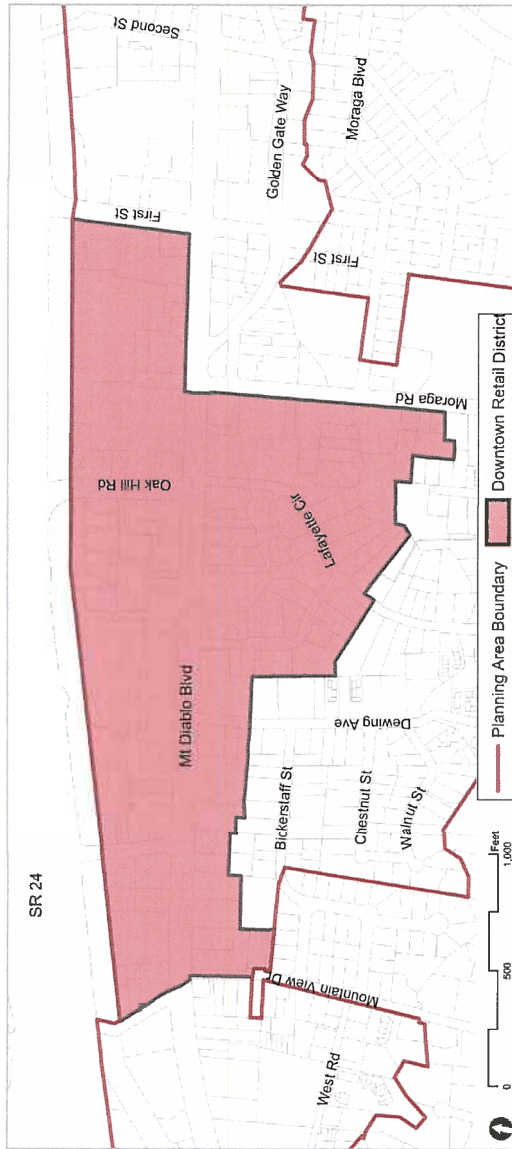 SR 24
Second St
First St
Oak Hill Rd
Golden Gate Way
Mt Diablo Blvd
Moraga Blvd
First St
Lafayette Cir
Moraga Rd
Dewing Ave
Bickerstaff St
Chestnut St
Walnut St
Mountain View Dr
West Rd
0 500 1,000
Feet
Planning Area Boundary
Downtown Retail District